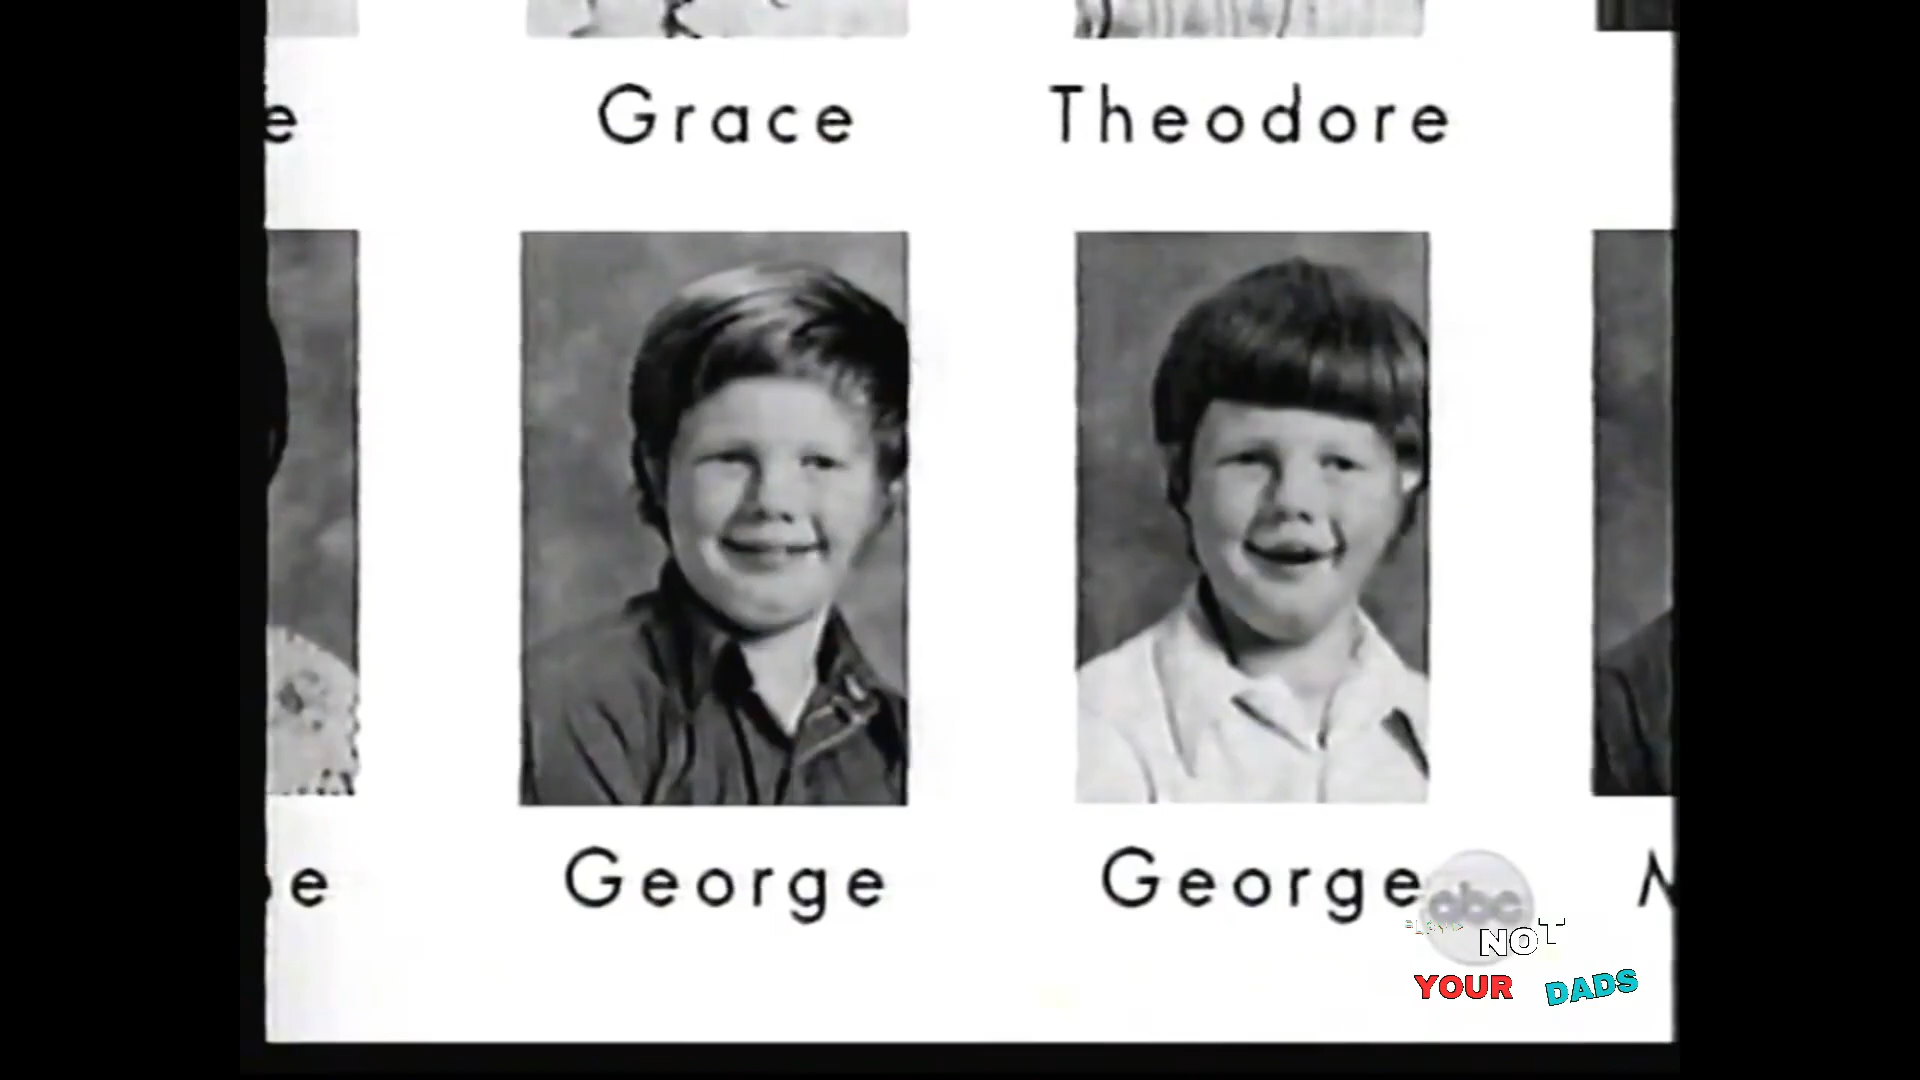 e Grace Theodore
e George George
abc
NOT
YOUR DADS